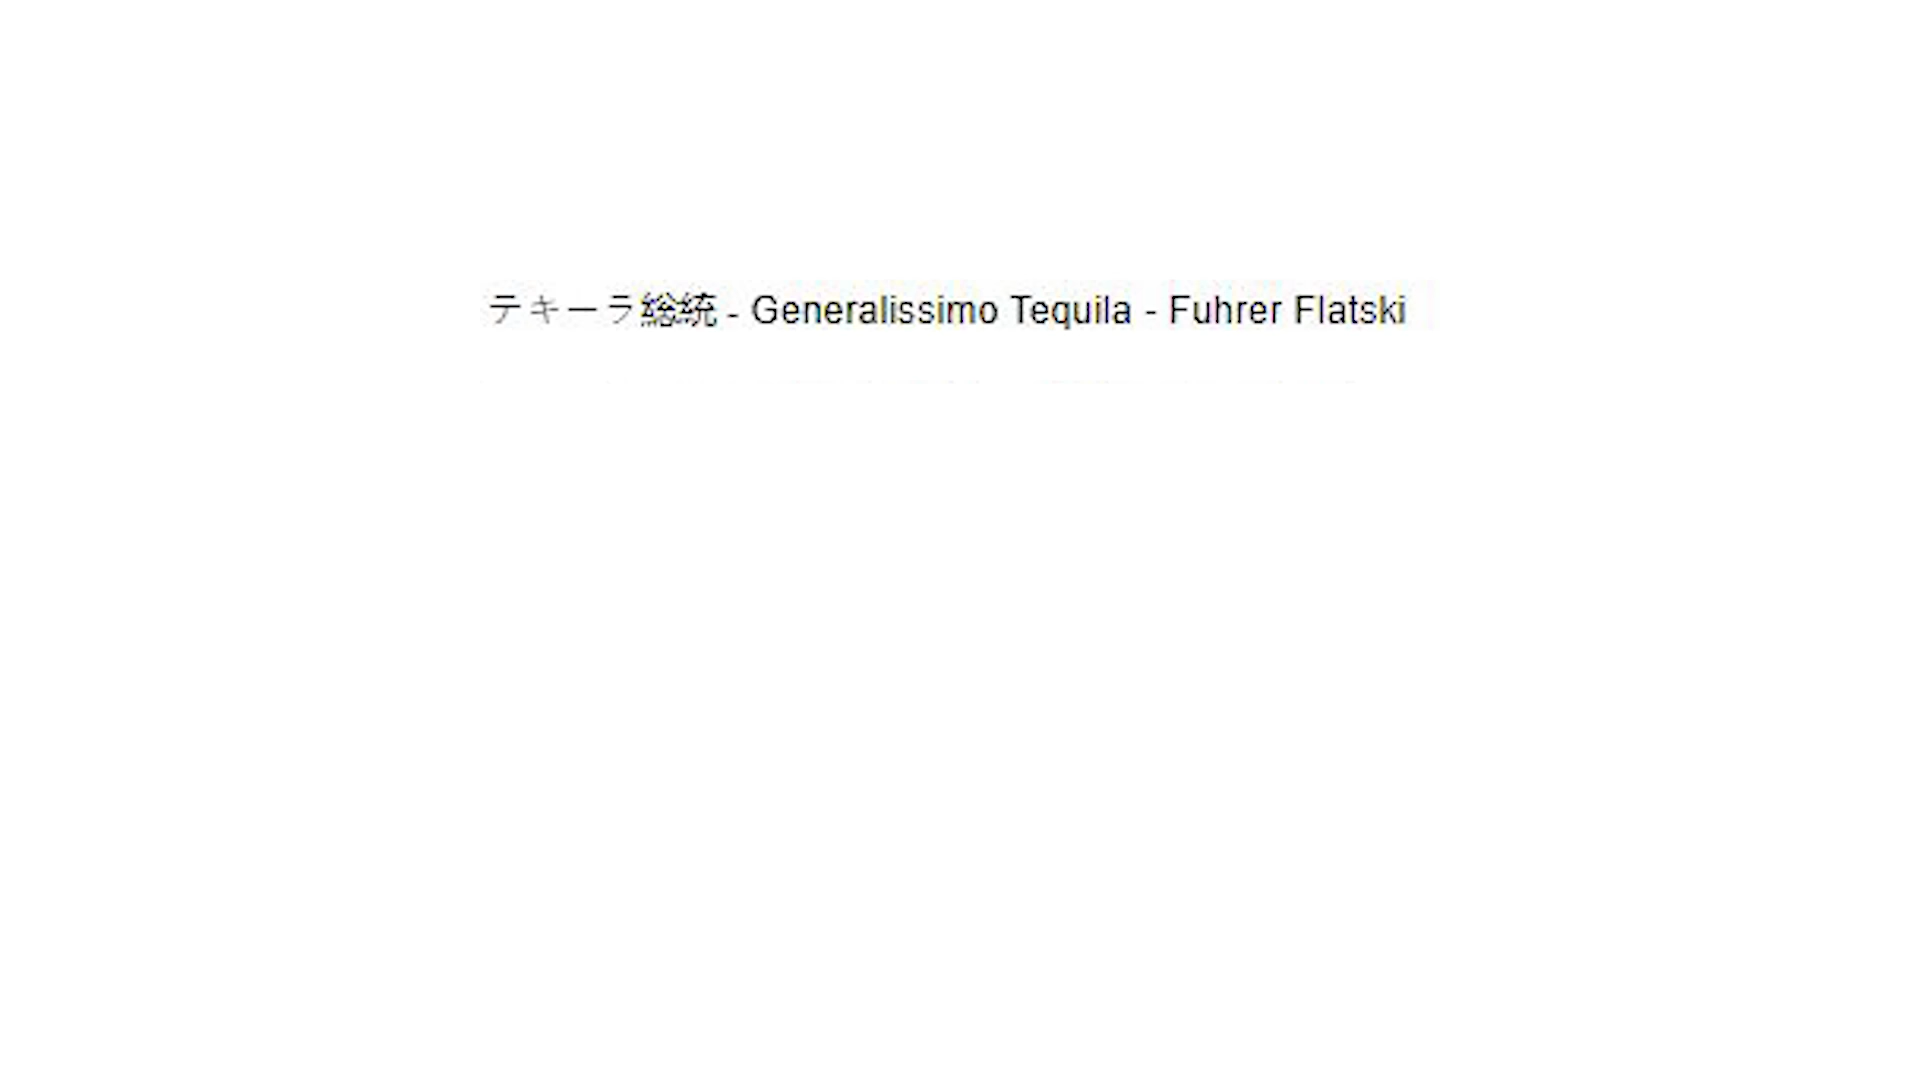 テキーラ総統 - Generalissimo Tequila - Fuhrer Flatski